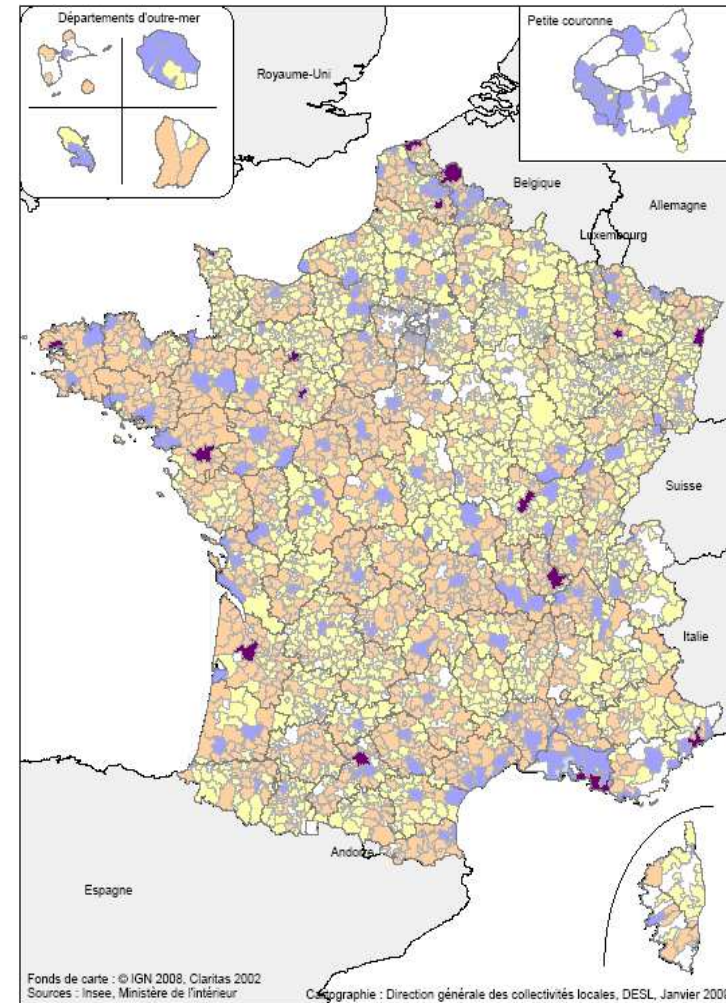 Départements d'outre-mer
Petite couronne
Royaume-Uni
Belgique
Allemagne
Luxembourg
Suisse
Italie
Andorre
Espagne
Fonds de carte : © IGN 2008, Claritas 2002
Sources : Insee, Ministère de l'intérieur
Cartographie : Direction générale des collectivités locales, DESL, Janvier 200